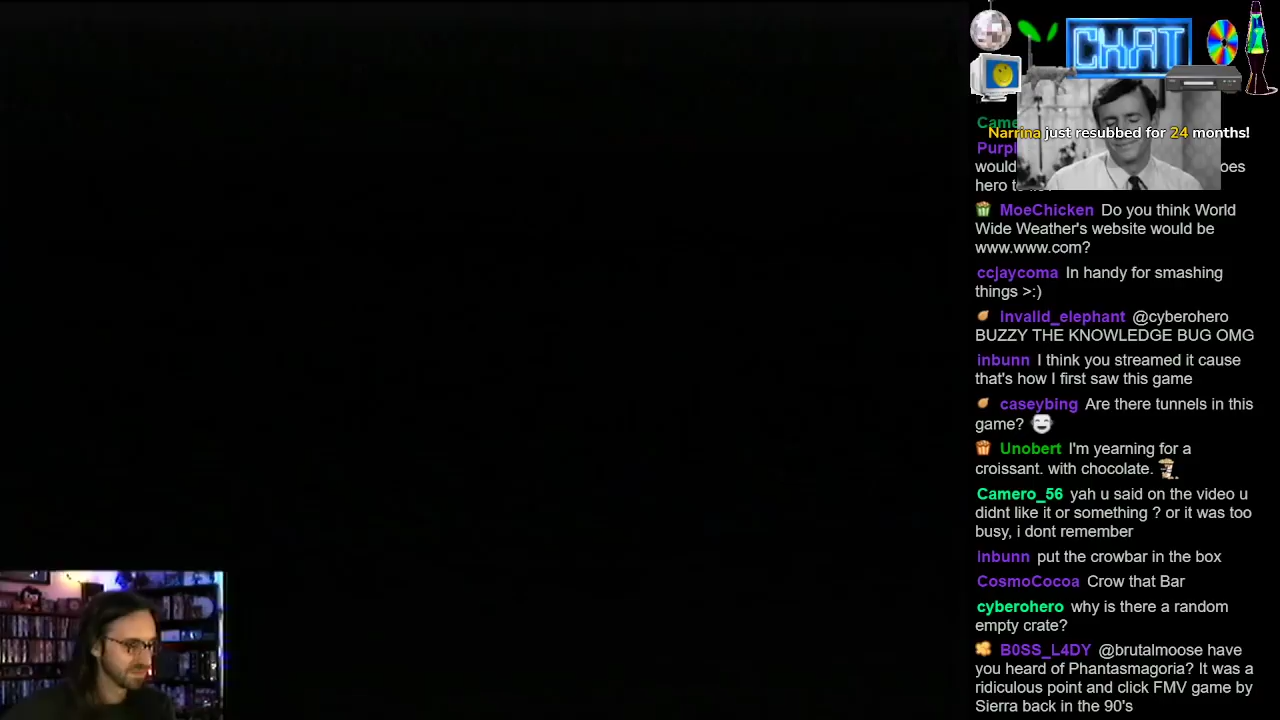 CHAT
Came
Narrina just resubbed for 24 months!
Purpl
would oes
hero to
MoeChicken Do you think World
Wide Weather's website would be
www.www.com?
ccjaycoma In handy for smashing
things >:)
invalid_elephant @cyberohero
BUZZY THE KNOWLEDGE BUG OMG
inbunn I think you streamed it cause
that's how I first saw this game
caseybing Are there tunnels in this
game?
Unobert I'm yearning for a
croissant. with chocolate.
Camero_56 yah u said on the video u
didnt like it or something ? or it was too
busy, i dont remember
inbunn put the crowbar in the box
CosmoCocoa Crow that Bar
cyberohero why is there a random
empty crate?
B0SS_L4DY @brutalmoose have
you heard of Phantasmagoria? It was a
ridiculous point and click FMV game by
Sierra back in the 90's